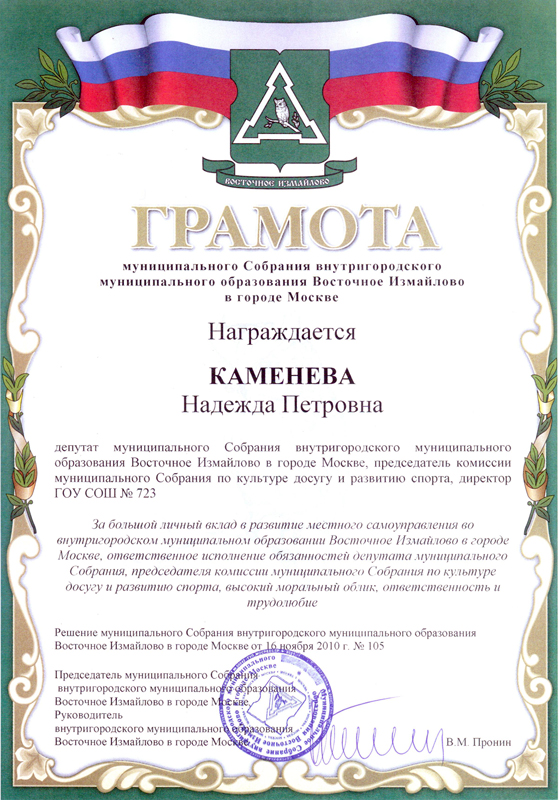 ВОСТОЧНОЕ ИЗМАЙЛОВО
ГРАМОТА
муниципального Собрания внутригородского
муниципального образования Восточное Измайлово
в городе Москве
Награждается
КАМЕНЕВА
Надежда Петровна
депутат муниципального Собрания внутригородского муниципального
образования Восточное Измайлово в городе Москве, председатель комиссии
муниципального Собрания по культуре досугу и развитию спорта, директор
ГОУ СОШ № 723
За большой личный вклад в развитие местного самоуправления во
внутригородском муниципальном образовании Восточное Измайлово в городе
Москве, ответственное исполнение обязанностей депутата муниципального
Собрания, председателя комиссии муниципального Собрания по культуре
досугу и развитию спорта, высокий моральный облик, ответственность и
трудолюбие
Решение муниципального Собрания внутригородского муниципального образования
Восточное Измайлово в городе Москве от 16 ноября 2010 г. № 105
Председатель муниципального Собрания
внутригородского муниципального образования
Восточное Измайлово в городе Москве,
Руководитель
внутригородского муниципального образования
Восточное Измайлово в городе Москве
В.М. Пронин